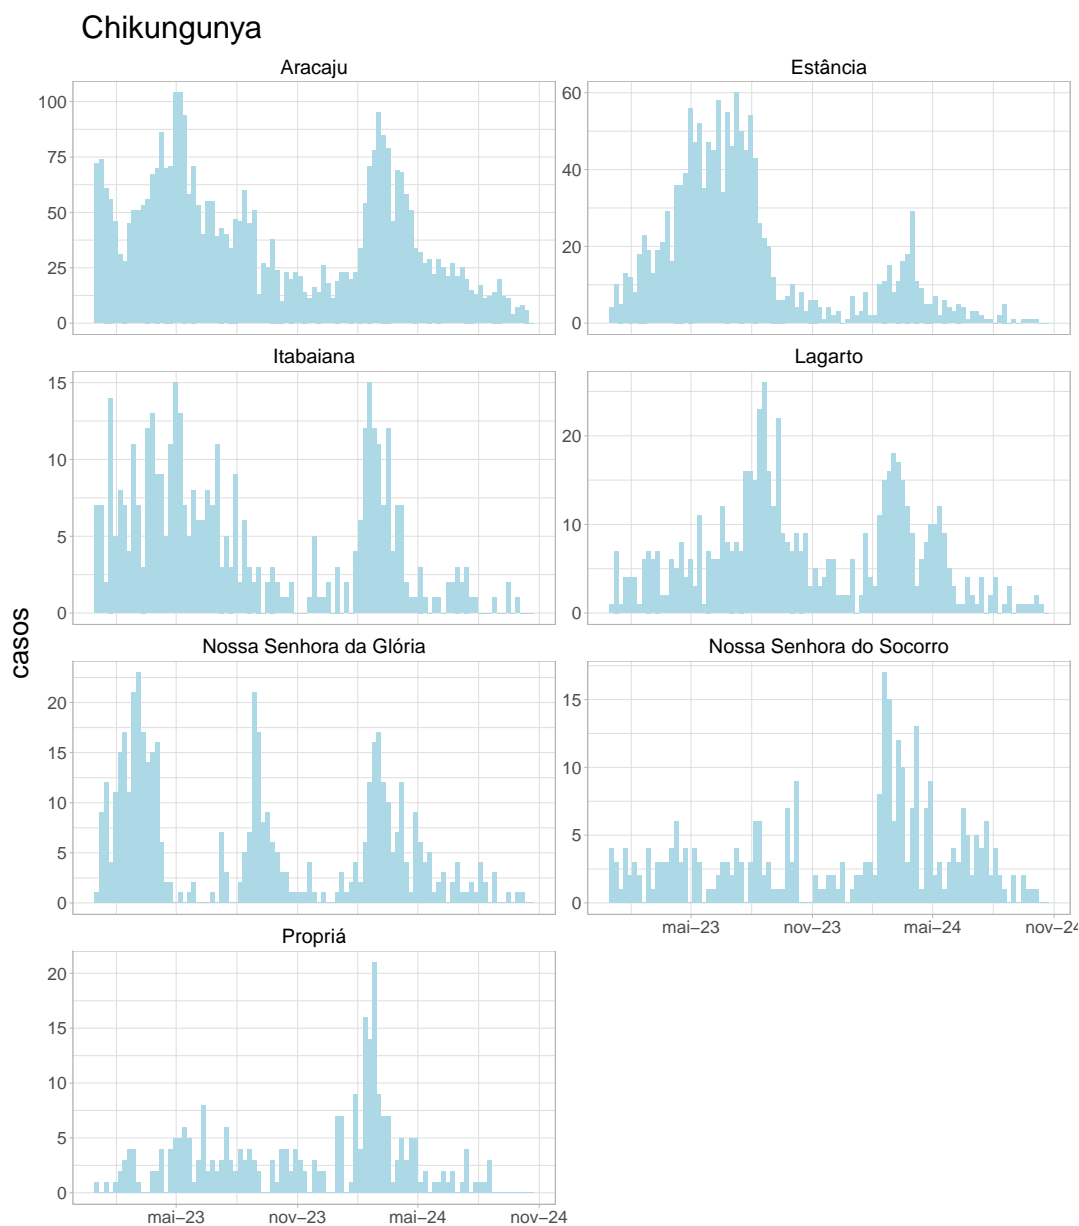 Chikungunya
Aracaju
Estância
100
75
50
25
0
60
40
20
0
Itabaiana
Lagarto
15
10
5
0
20
10
0
casos
Nossa Senhora da Glória
Nossa Senhora do Socorro
20
15
10
5
0
15
10
5
0
mai–23 nov–23 mai–24 nov–24
Propriá
20
15
10
5
0
mai–23 nov–23 mai–24 nov–24